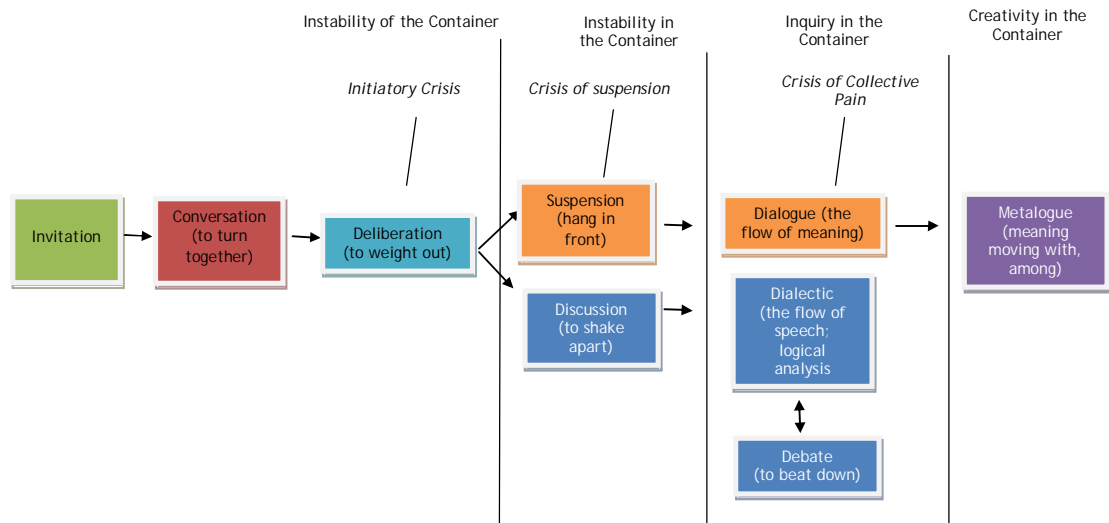 Instability of the Container
Instability in
the Container
Inquiry in the
Container
Creativity in the
Container
Initiatory Crisis
Crisis of suspension
Crisis of Collective
Pain
Invitation
Conversation
(to turn
together)
Deliberation
(to weight out)
Suspension
(hang in
front)
Discussion
(to shake
apart)
Dialogue (the
flow of meaning)
Dialectic
(the flow of
speech;
logical
analysis
Debate
(to beat down)
Metalogue
(meaning
moving with,
among)